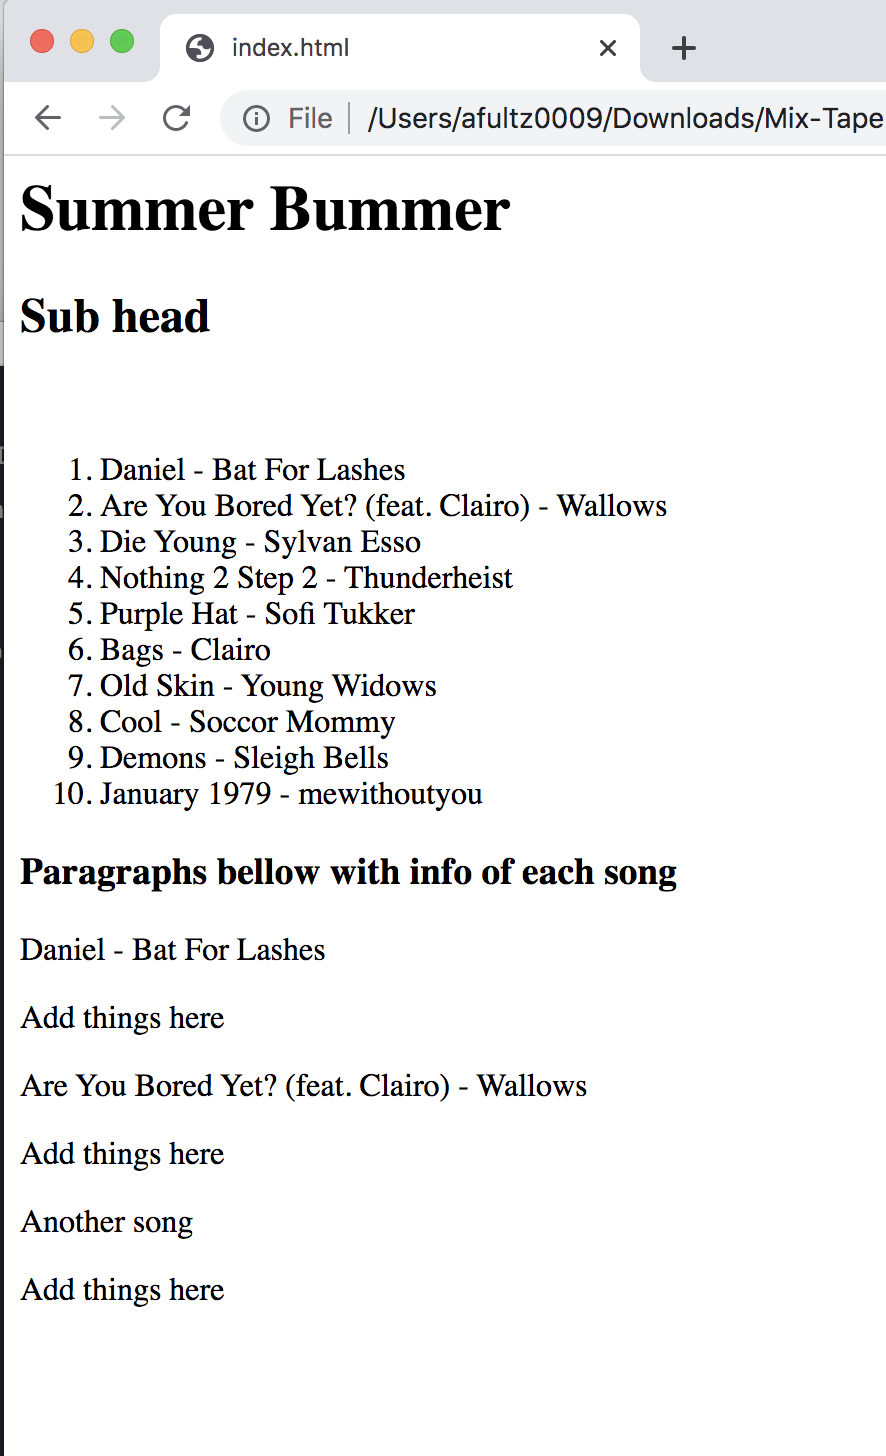 index.html
File /Users/afultz0009/Downloads/Mix-Tape
Summer Bummer
Sub head
1. Daniel - Bat For Lashes
2. Are You Bored Yet? (feat. Clairo) - Wallows
3. Die Young - Sylvan Esso
4. Nothing 2 Step 2 - Thunderheist
5. Purple Hat - Sofi Tukker
6. Bags - Clairo
7. Old Skin - Young Widows
8. Cool - Soccor Mommy
9. Demons - Sleigh Bells
10. January 1979 - mewithoutyou
Paragraphs bellow with info of each song
Daniel - Bat For Lashes
Add things here
Are You Bored Yet? (feat. Clairo) - Wallows
Add things here
Another song
Add things here